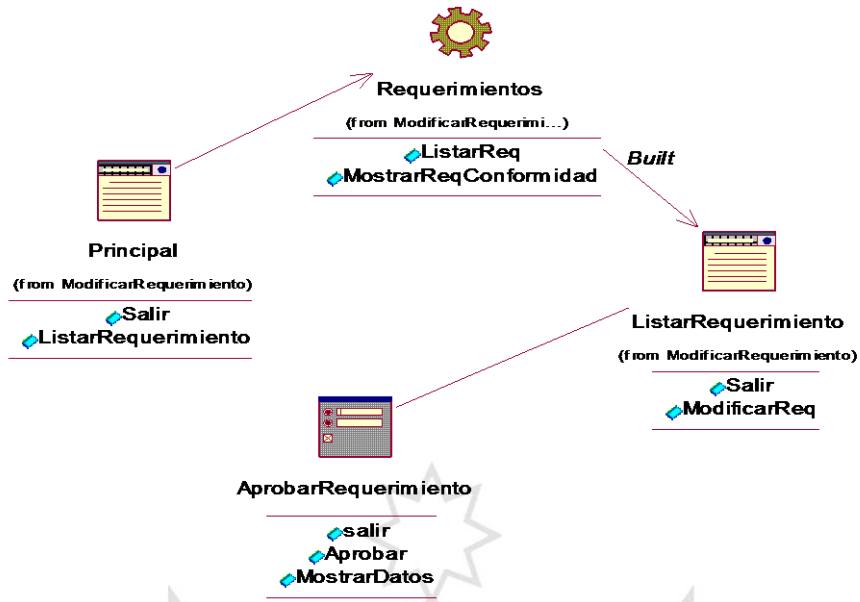 Requerimientos
(from ModificarRequerimi...)
ListarReq
MostrarReqConformidad
Built
Principal
(from ModificarRequerimiento)
Salir
ListarRequerimiento
ListarRequerimiento
(from ModificarRequerimiento)
Salir
ModificarReq
AprobarRequerimiento
salir
Aprobar
MostrarDatos